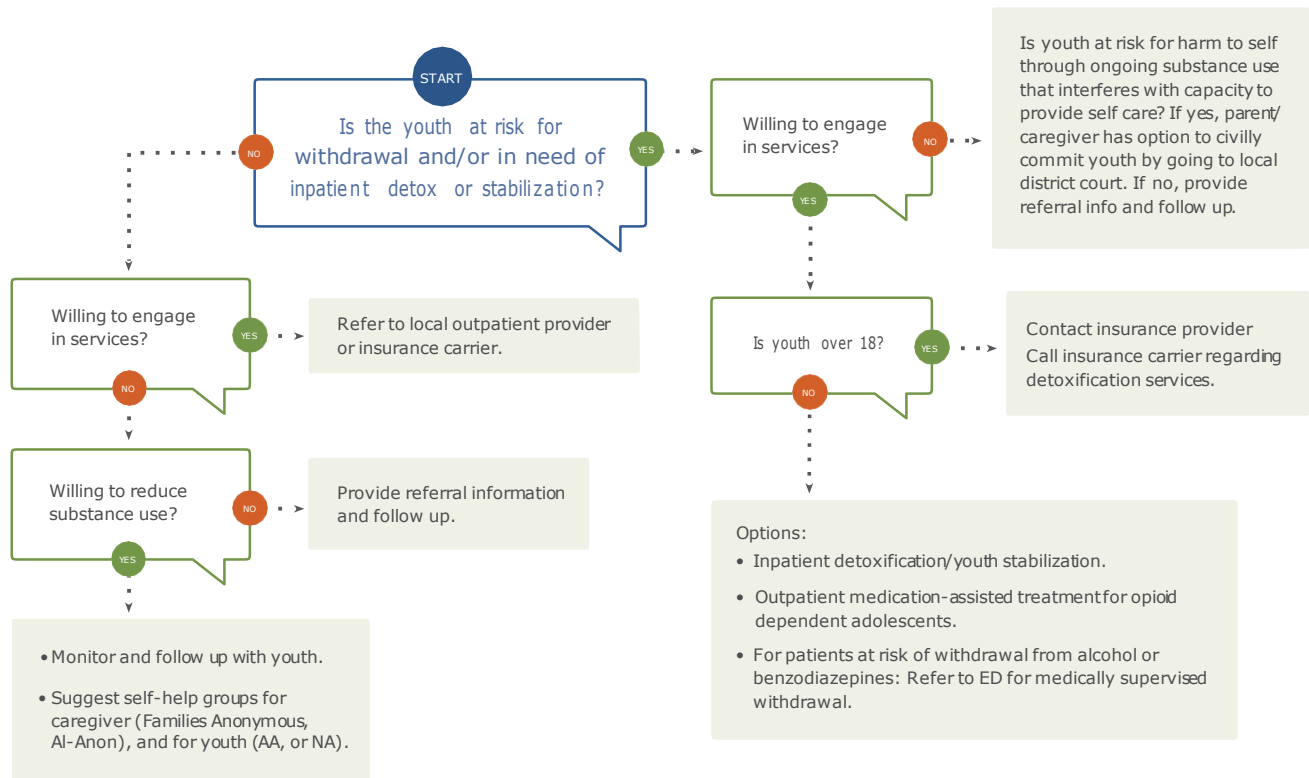 START
Is the youth at risk for
withdrawal and/or in need of
inpatient detox or stabilization?
NO
YES
Willing to engage
in services?
NO
YES
Is youth at risk for harm to self
through ongoing substance use
that interferes with capacity to
provide self care? If yes, parent/
caregiver has option to civilly
commit youth by going to local
district court. If no, provide
referral info and follow up.
Is youth over 18?
YES
NO
Contact insurance provider
Call insurance carrier regarding
detoxification services.
Options:
• Inpatient detoxification/youth stabilization.
• Outpatient medication-assisted treatment for opioid
dependent adolescents.
• For patients at risk of withdrawal from alcohol or
benzodiazepines: Refer to ED for medically supervised
withdrawal.
Willing to engage
in services?
YES
NO
Refer to local outpatient provider
or insurance carrier.
Willing to reduce
substance use?
NO
YES
Provide referral information
and follow up.
• Monitor and follow up with youth.
• Suggest self-help groups for
caregiver (Families Anonymous,
Al-Anon), and for youth (AA, or NA).